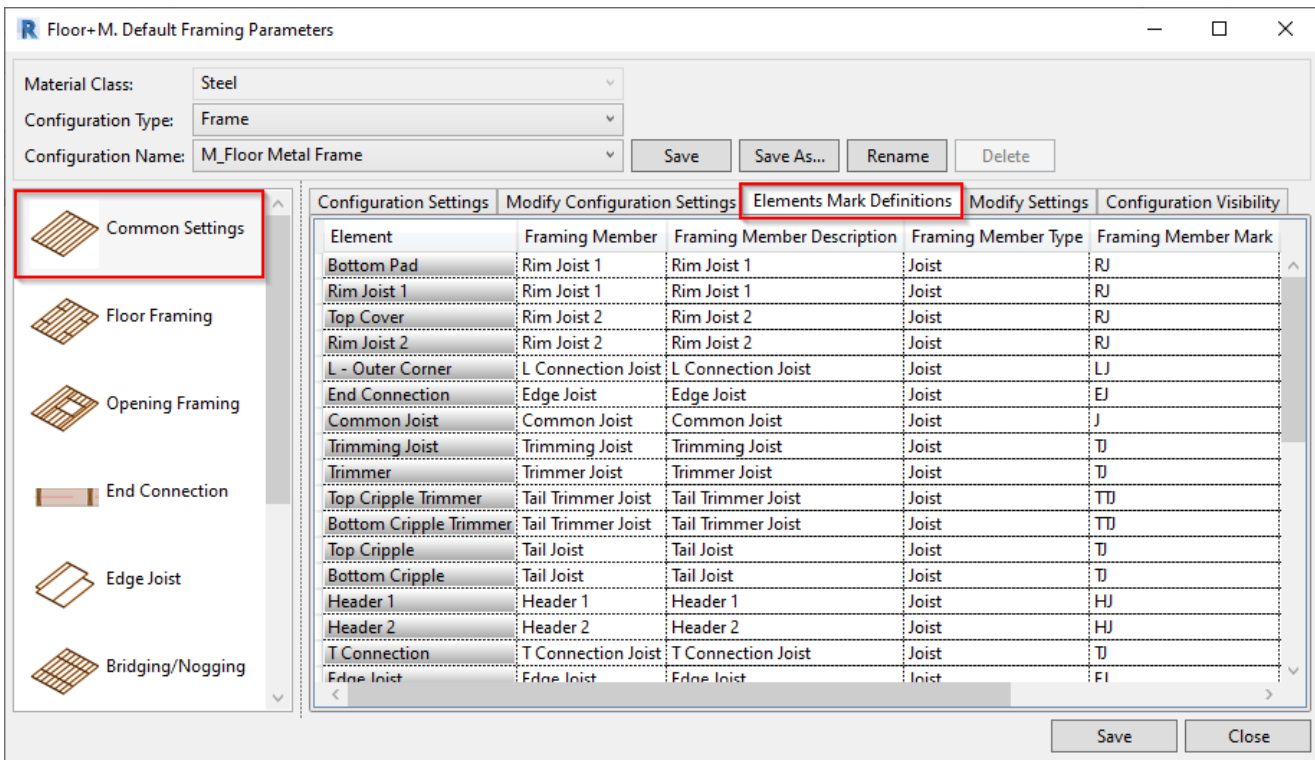 Floor+M. Default Framing Parameters
Material Class: Steel
Configuration Type: Frame
Configuration Name: M_Floor Metal Frame Save Save As... Rename Delete
Common Settings
Floor Framing
Opening Framing
End Connection
Edge Joist
Bridging/Nogging
Configuration Settings Modify Configuration Settings Elements Mark Definitions Modify Settings Configuration Visibility
Element Framing Member Framing Member Description Framing Member Type Framing Member Mark
Bottom Pad Rim Joist 1 Rim Joist 1 Joist RJ
Rim Joist 1 Rim Joist 1 Rim Joist 1 Joist RJ
Top Cover Rim Joist 2 Rim Joist 2 Joist RJ
Rim Joist 2 Rim Joist 2 Rim Joist 2 Joist RJ
L - Outer Corner L Connection Joist L Connection Joist Joist LJ
End Connection Edge Joist Edge Joist Joist EJ
Common Joist Common Joist Common Joist Joist J
Trimming Joist Trimming Joist Trimming Joist Joist TJ
Trimmer Trimmer Joist Trimmer Joist Joist TJ
Top Cripple Trimmer Tail Trimmer Joist Tail Trimmer Joist Joist TTJ
Bottom Cripple Trimmer Tail Trimmer Joist Tail Trimmer Joist Joist TTJ
Top Cripple Tail Joist Tail Joist Joist TJ
Bottom Cripple Tail Joist Tail Joist Joist TJ
Header 1 Header 1 Header 1 Joist HJ
Header 2 Header 2 Header 2 Joist HJ
T Connection T Connection Joist T Connection Joist Joist TJ
Edge Joist Edge Joist Edge Joist Joist EJ
Save Close